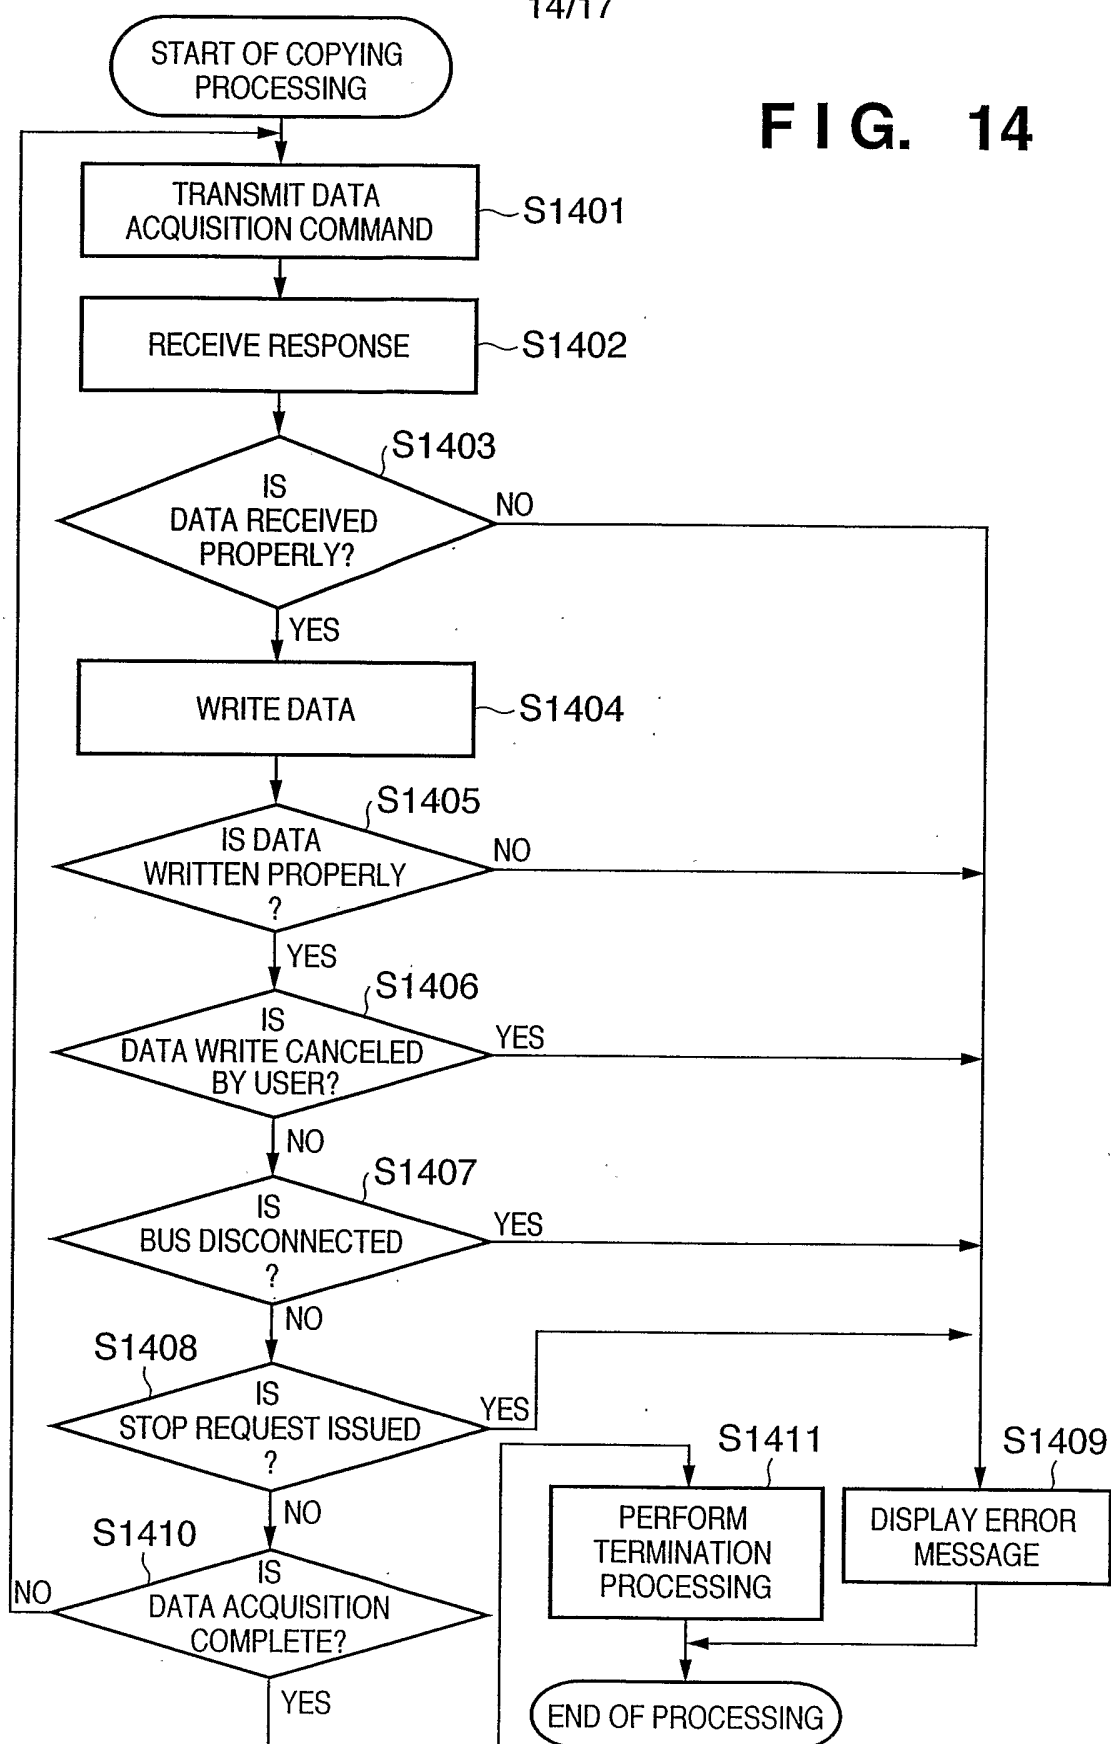 14/17
START OF COPYING
PROCESSING
FIG. 14
TRANSMIT DATA
ACQUISITION COMMAND
S1401
RECEIVE RESPONSE
S1402
S1403
IS
DATA RECEIVED
PROPERLY?
NO
YES
WRITE DATA
S1404
S1405
IS DATA
WRITTEN PROPERLY
?
NO
YES
S1406
IS
DATA WRITE CANCELED
BY USER?
YES
NO
S1407
IS
BUS DISCONNECTED
?
YES
NO
S1408
IS
STOP REQUEST ISSUED
?
YES
NO
S1410
IS
DATA ACQUISITION
COMPLETE?
NO
YES
S1411
PERFORM
TERMINATION
PROCESSING
S1409
DISPLAY ERROR
MESSAGE
END OF PROCESSING